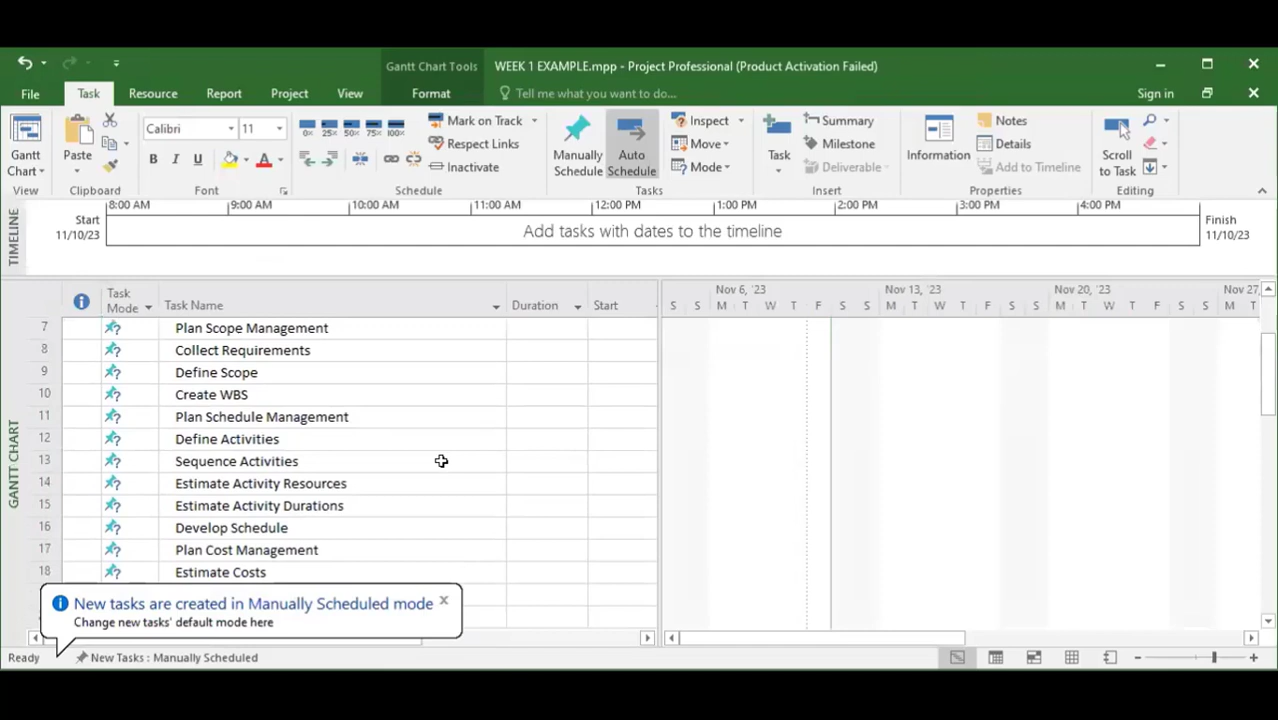 Gantt Chart Tools WEEK 1 EXAMPLE.mpp - Project Professional (Product Activation Failed)
File Task Resource Report Project View Format Tell me what you want to do... Sign in
Gantt Chart
Paste
Calibri 11
B I U A
0% 25% 50% 75% 100%
Mark on Track
Respect Links
Inactivate
Manually Schedule
Auto Schedule
Inspect
Move
Mode
Task
Summary
Milestone
Deliverable
Information
Notes
Details
Add to Timeline
Scroll to Task
View Clipboard Font Schedule Tasks Insert Properties Editing
TIMELINE
8:00 AM 9:00 AM 10:00 AM 11:00 AM 12:00 PM 1:00 PM 2:00 PM 3:00 PM 4:00 PM
Start
11/10/23
Add tasks with dates to the timeline
Finish
11/10/23
GANTT CHART
Task Mode Task Name Duration Start
Nov 6, '23 Nov 13, '23 Nov 20, '23 Nov 27,
S S M T W T F S S M T W T F S S M T W T F S S M T
7 Plan Scope Management
8 Collect Requirements
9 Define Scope
10 Create WBS
11 Plan Schedule Management
12 Define Activities
13 Sequence Activities
14 Estimate Activity Resources
15 Estimate Activity Durations
16 Develop Schedule
17 Plan Cost Management
18 Estimate Costs
New tasks are created in Manually Scheduled mode
Change new tasks' default mode here
Ready New Tasks : Manually Scheduled